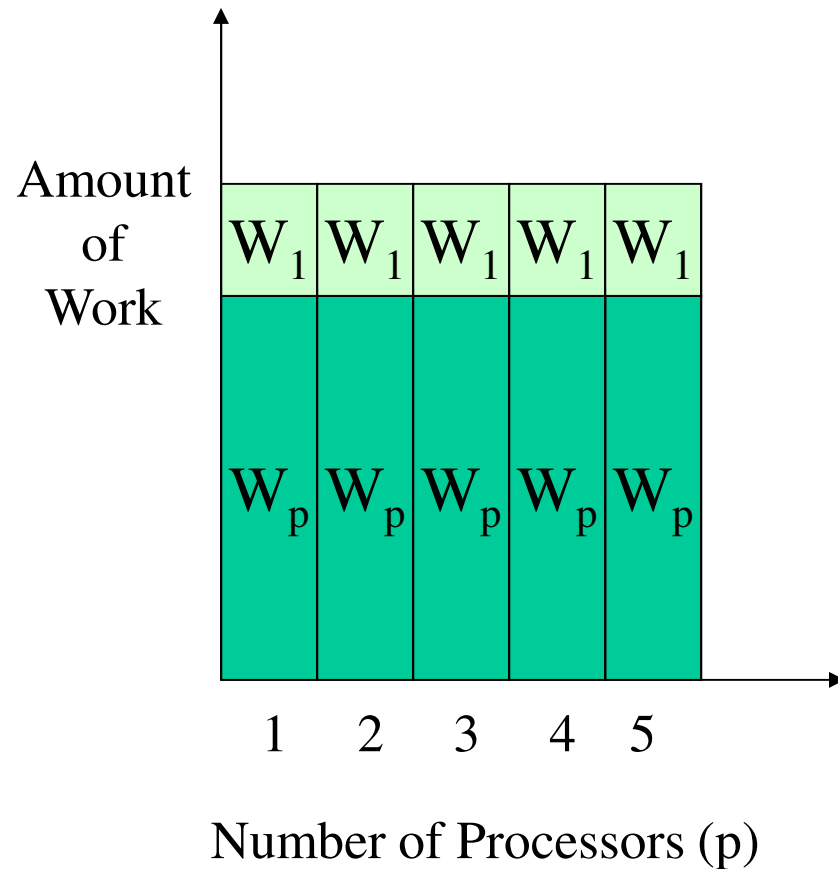 Amount
of
Work
W1 W1 W1 W1 W1
Wp Wp Wp Wp Wp
1 2 3 4 5
Number of Processors (p)